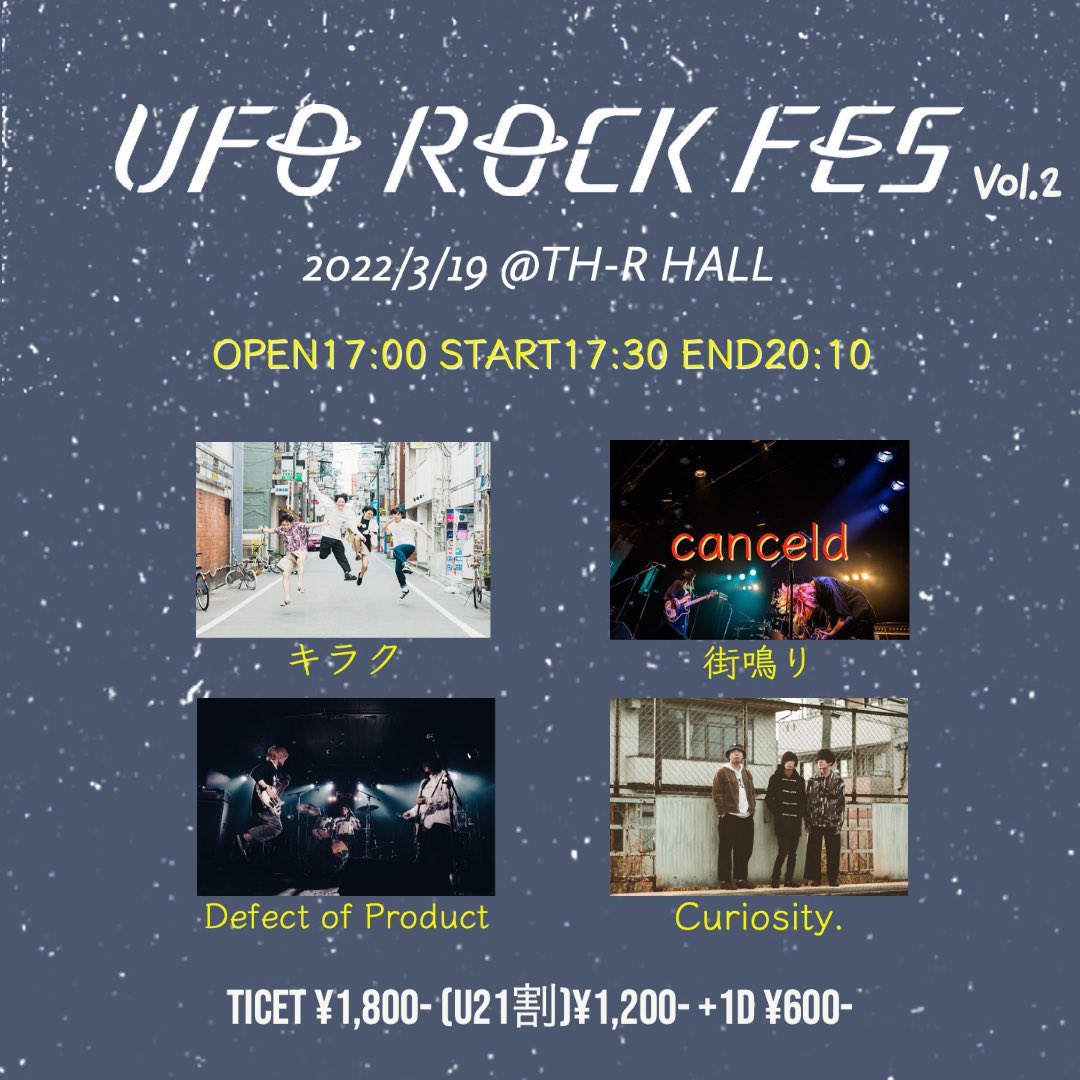 UFO ROCK FES Vol.2
2022/3/19 @TH-R HALL
OPEN17:00 START17:30 END20:10
canceld
キラク
街鳴り
Defect of Product
Curiosity.
TICET ¥1,800- (U21割)¥1,200- +1D ¥600-